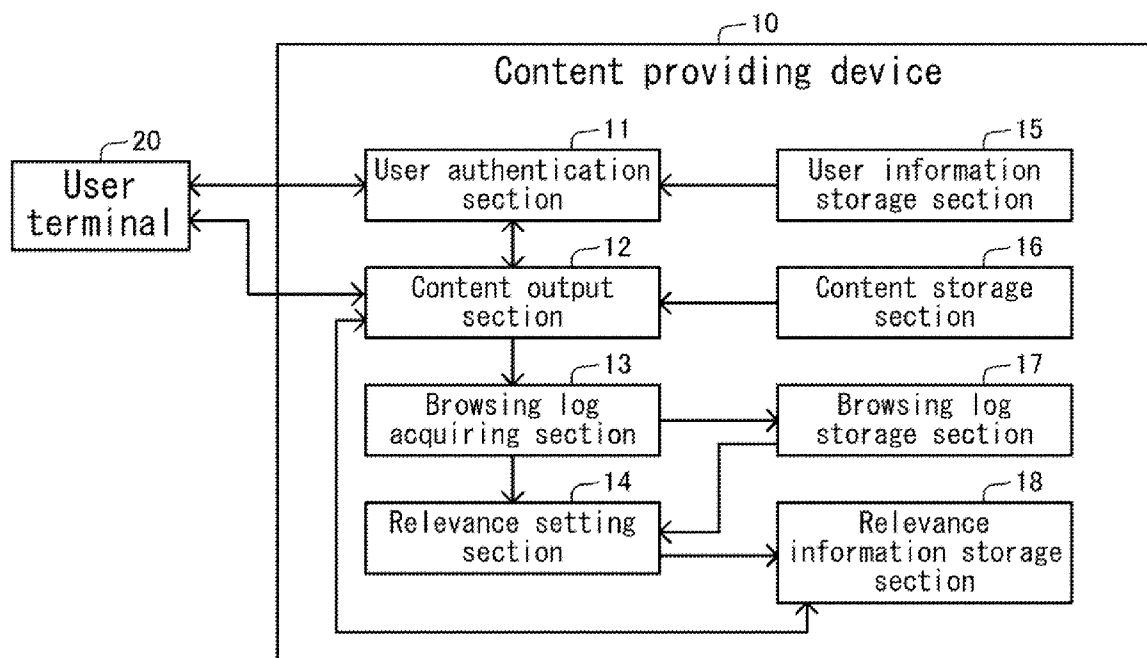 10
Content providing device
20
User
terminal
11
User authentication
section
15
User information
storage section
12
Content output
section
16
Content storage
section
13
Browsing log
acquiring section
17
Browsing log
storage section
14
Relevance setting
section
18
Relevance
information storage
section